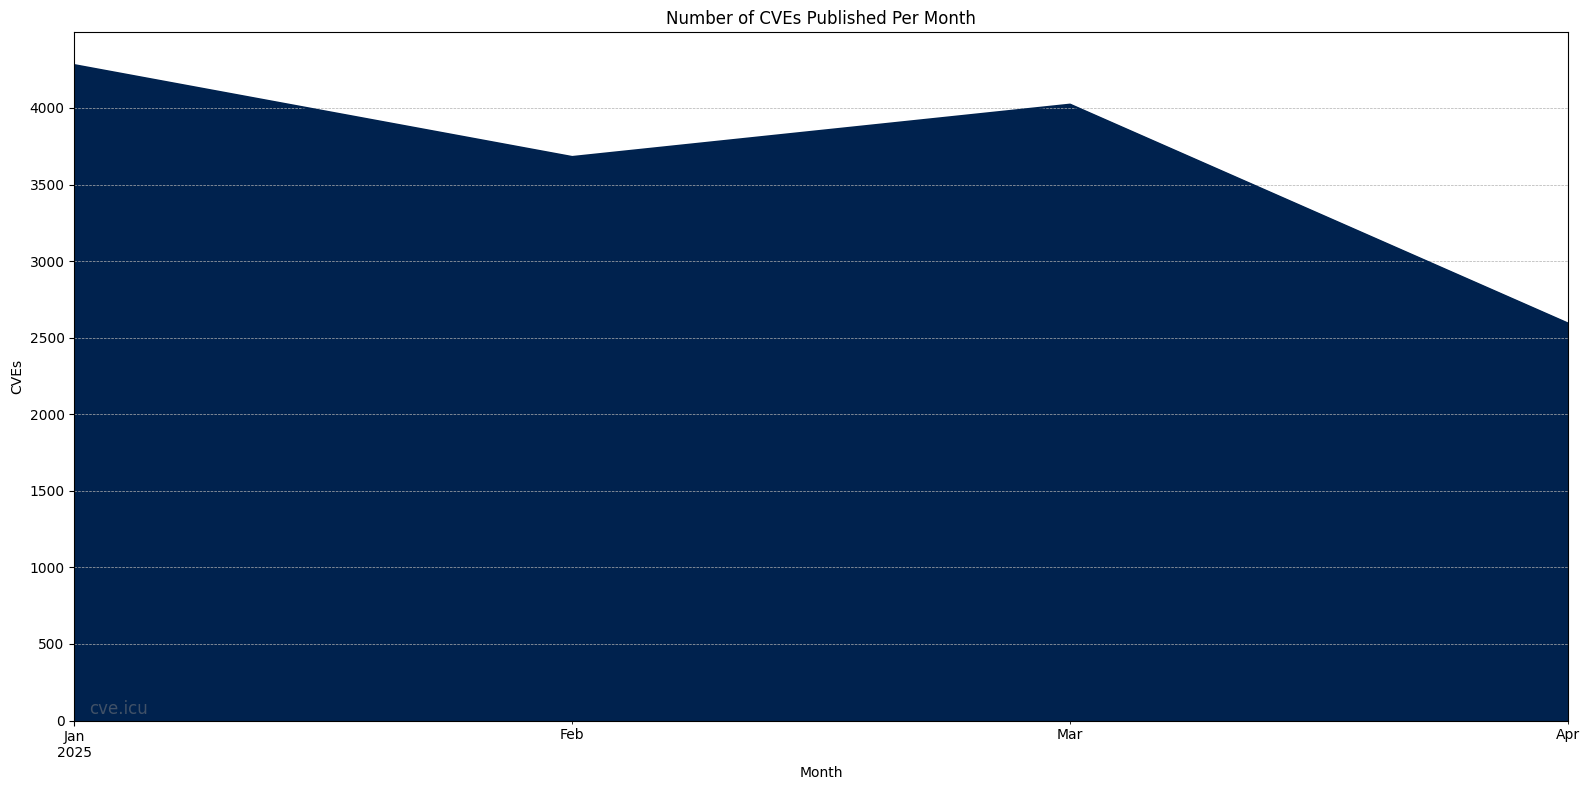 Number of CVEs Published Per Month
CVEs
4000
3500
3000
2500
2000
1500
1000
500
0
cve.icu
Jan
2025
Feb
Mar
Apr
Month